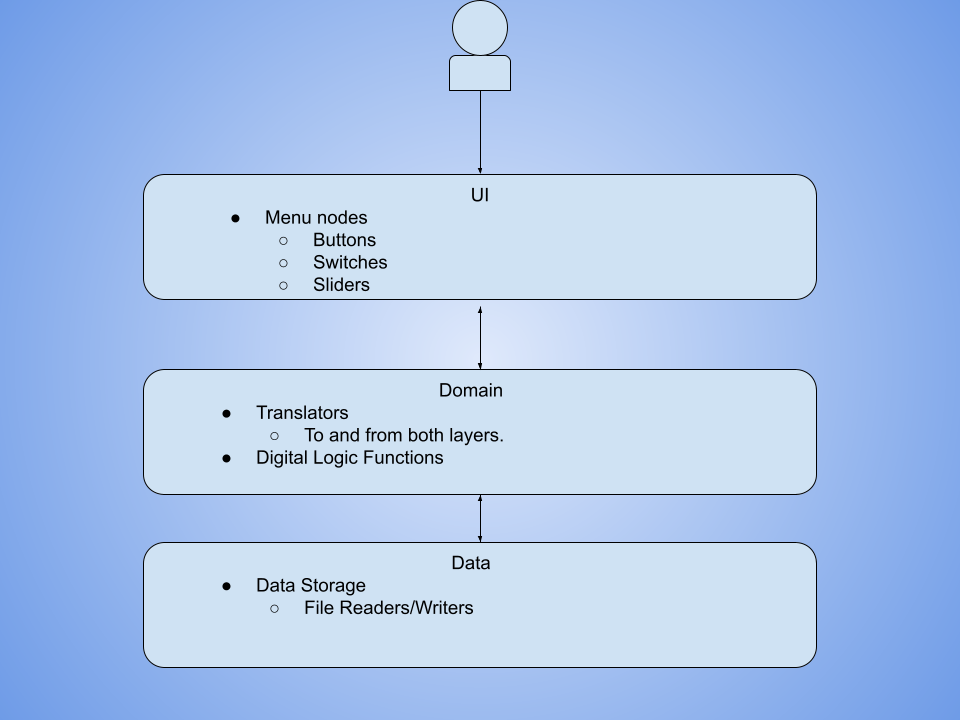 UI
● Menu nodes
○ Buttons
○ Switches
○ Sliders
Domain
● Translators
○ To and from both layers.
● Digital Logic Functions
Data
● Data Storage
○ File Readers/Writers